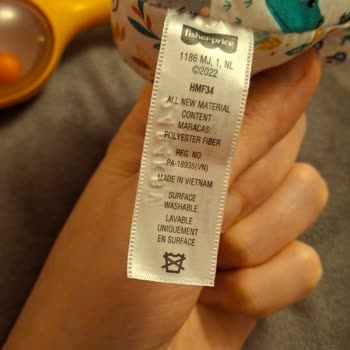 fisher-price
1186 MJ, 1, NL
©2022
HMF34
ALL NEW MATERIAL
CONTENT
MARACAS:
POLYESTER FIBER
REG. NO.
PA-18935(VN)
MADE IN VIETNAM
SURFACE
WASHABLE
LAVABLE
UNIQUEMENT
EN SURFACE